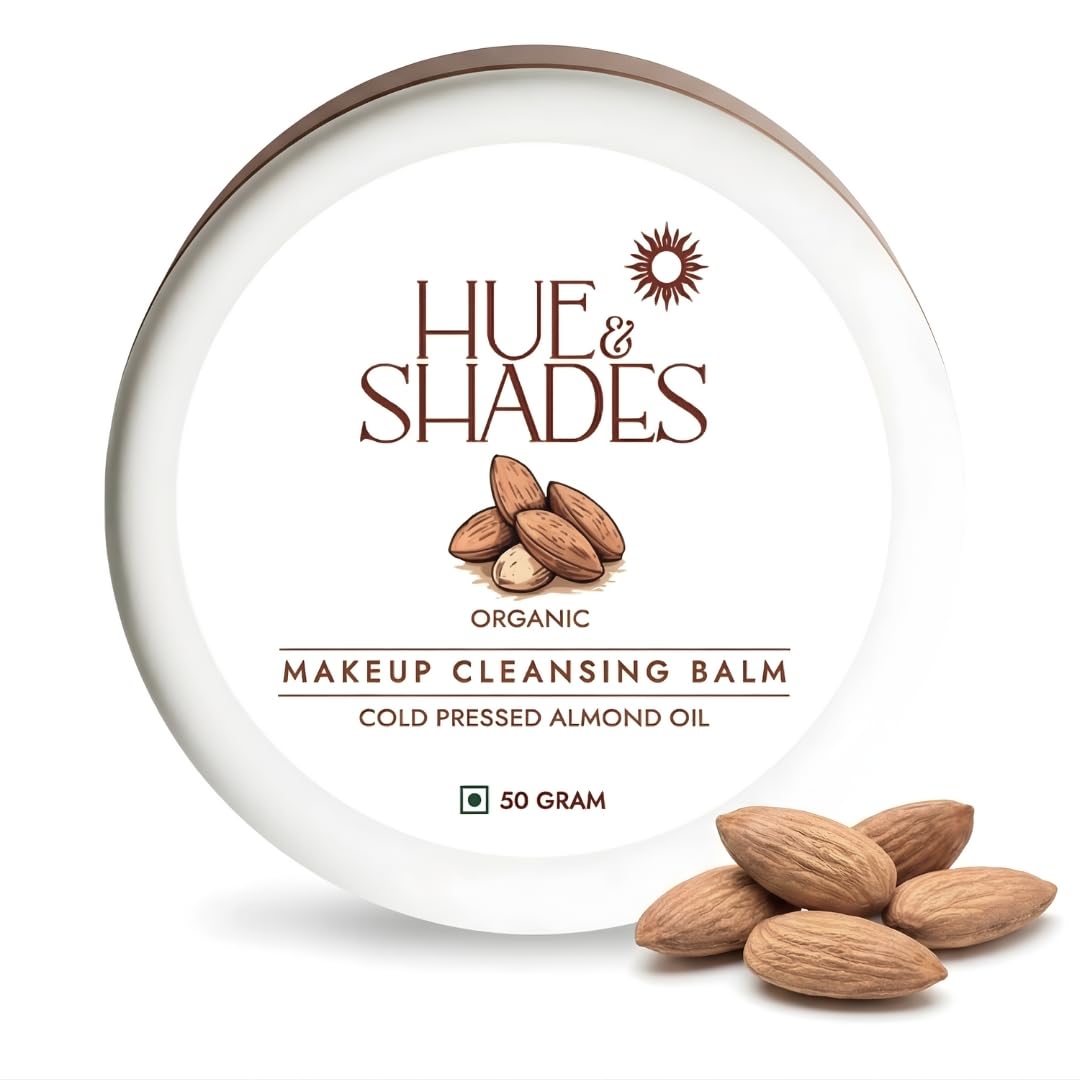 HUE &
SHADES
ORGANIC
MAKEUP CLEANSING BALM
COLD PRESSED ALMOND OIL
50 GRAM